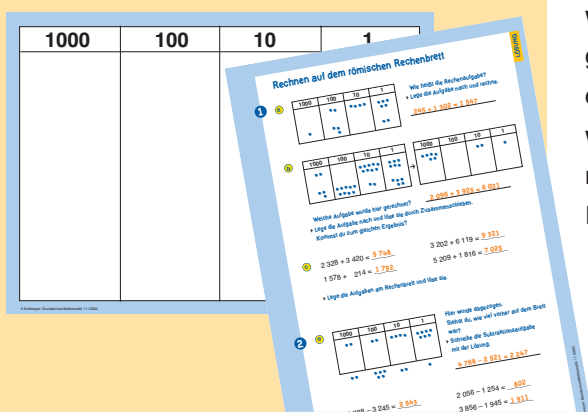 1000 100 10 1
© Kallmeyer, Grundschule Mathematik
LÖSUNG
Rechnen auf dem römischen Rechenbrett
1 a
1000 100 10 1
Wie heißt die Rechenaufgabe?
Lege die Aufgabe nach und rechne.
245 + 1 302 = 1 547
b
1000 100 10 1
1000 100 10 1
2 096 + 3 925 = 6 021
Welche Aufgabe wurde hier gerechnet?
Lege die Aufgabe nach und löse sie durch Zusammenschieben.
Kommst du zum gleichen Ergebnis?
c
2 328 + 3 420 = 5 748
3 202 + 6 119 = 9 321
1 578 + 214 = 1 792
5 209 + 1 816 = 7 025
Lege die Aufgaben am Rechenbrett und löse sie.
2 a
1000 100 10 1
Hier wurde abgezogen.
Siehst du, wie viel vorher auf dem Brett
war?
Schreibe die Subtraktionsaufgabe
mit der Lösung.
4 768 – 2 521 = 2 247
– 3 245 = 2 543
2 056 – 1 254 = 802
3 856 – 1 945 = 1 911